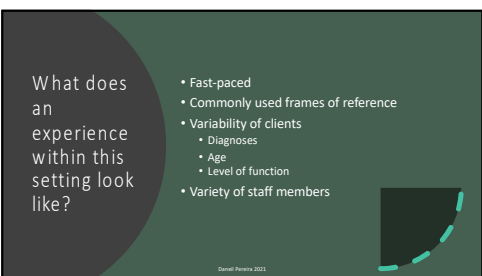 What does
an
experience
within this
setting look
like?
• Fast-paced
• Commonly used frames of reference
• Variability of clients
• Diagnoses
• Age
• Level of function
• Variety of staff members
Daniel Pereira 2021